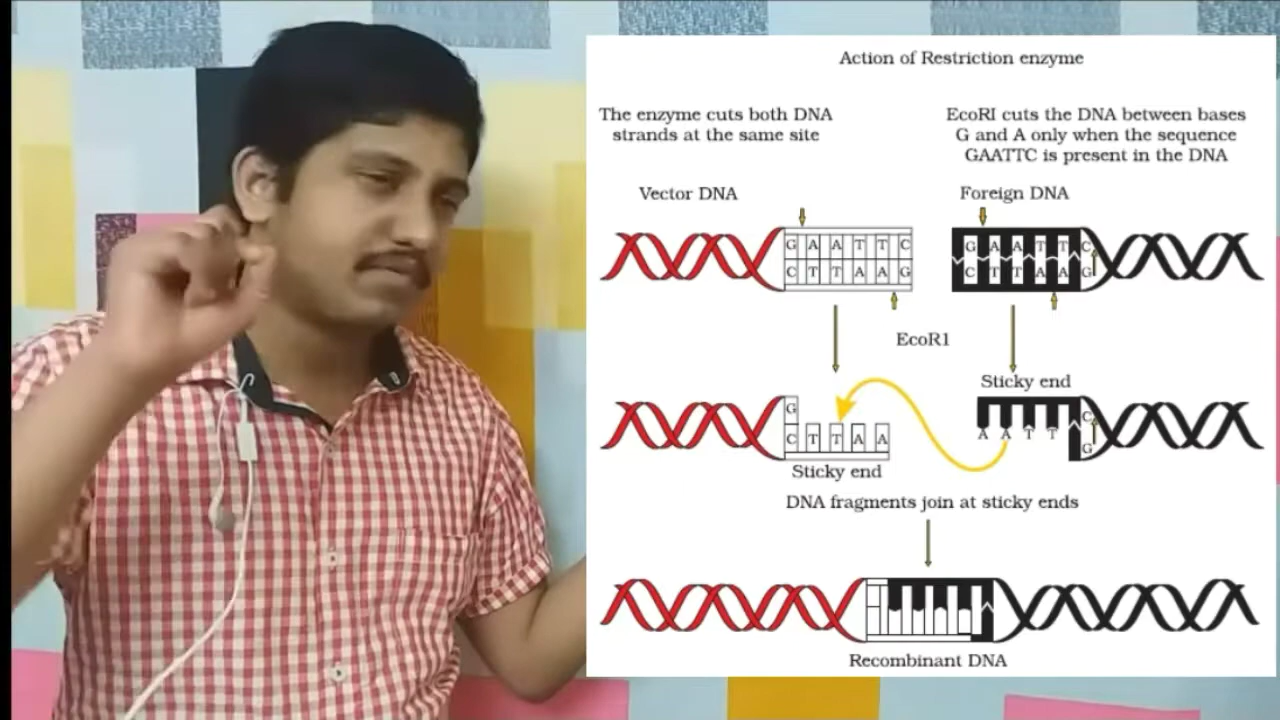 Action of Restriction enzyme
The enzyme cuts both DNA
strands at the same site
EcoRI cuts the DNA between bases
G and A only when the sequence
GAATTC is present in the DNA
Vector DNA
Foreign DNA
G A A T T C
C T T A A G
G A A T T C
C T T A A G
EcoR1
Sticky end
G
C T T A A
Sticky end
C
A A T T
G
DNA fragments join at sticky ends
Recombinant DNA